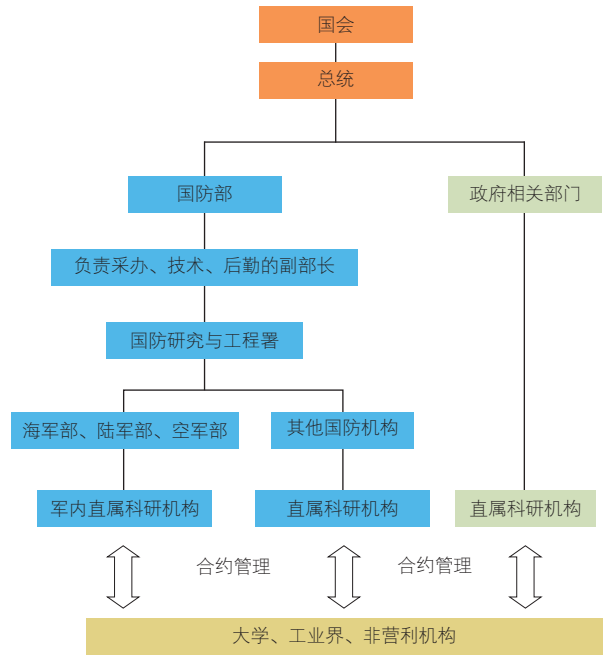 国会
总统
国防部
政府相关部门
负责采办、技术、后勤的副部长
国防研究与工程署
海军部、陆军部、空军部
其他国防机构
军内直属科研机构
直属科研机构
直属科研机构
合约管理
合约管理
大学、工业界、非营利机构